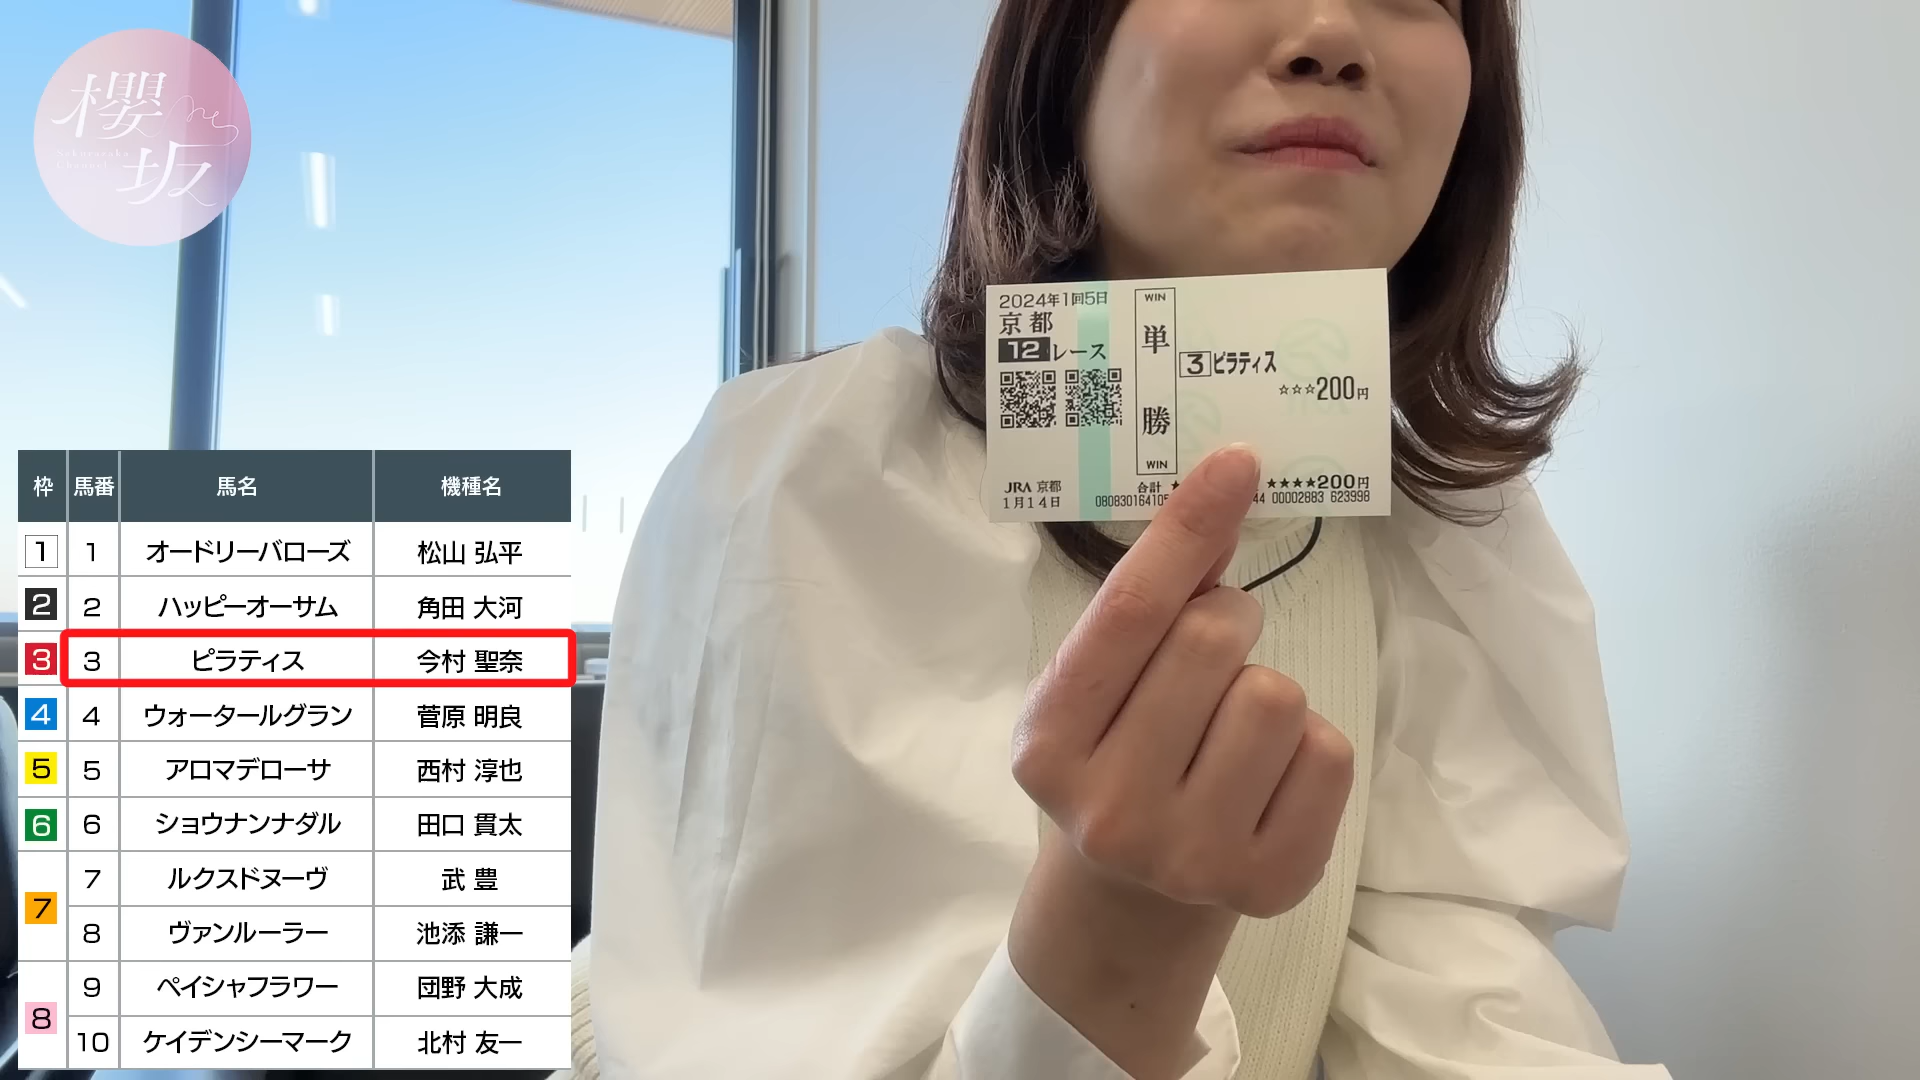 櫻坂
Sakurazaka
Channel
枠 馬番 馬名 機種名
1 1 オードリーバローズ 松山 弘平
2 2 ハッピーオーサム 角田 大河
3 3 ピラティス 今村 聖奈
4 4 ウォータールグラン 菅原 明良
5 5 アロマデローサ 西村 淳也
6 6 ショウナンナダル 田口 貫太
7 7 ルクスドヌーヴ 武 豊
8 ヴァンルーラー 池添 謙一
8 9 ペイシャフラワー 団野 大成
10 ケイデンシーマーク 北村 友一
2024年1回5日
京都
12レース
WIN
単勝
WIN
3ピラティス
☆☆☆200円
JRA 京都
1月14日
合計 ★★★★200円
00002883 623998